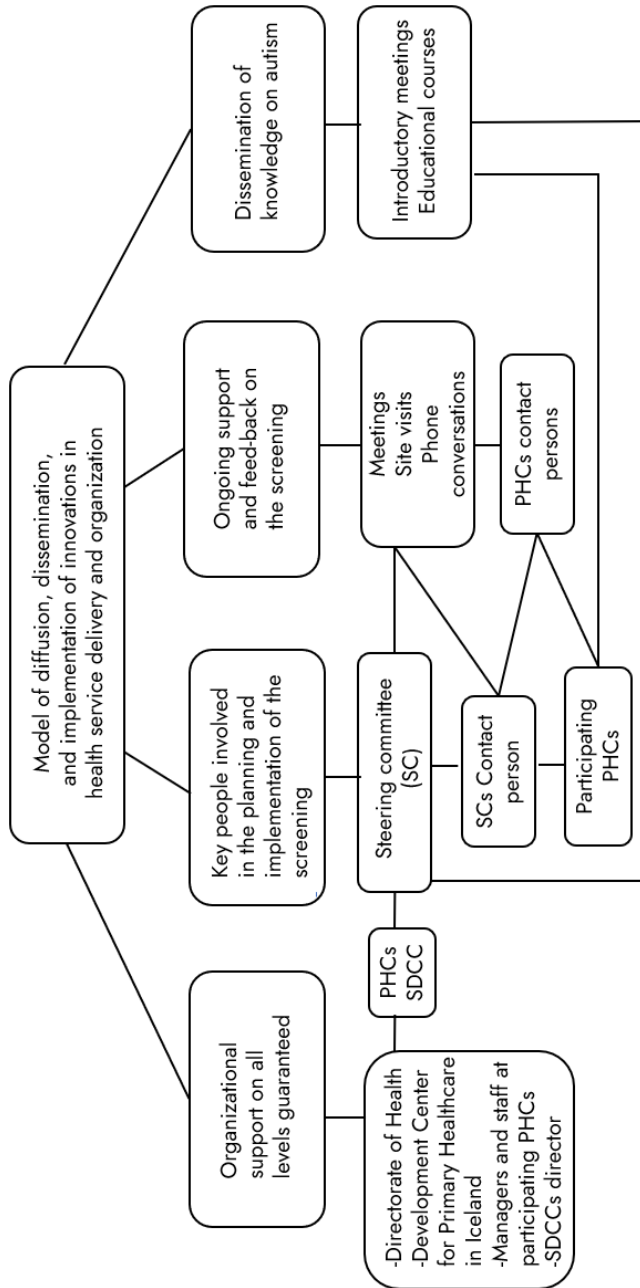 Model of diffusion, dissemination,
and implementation of innovations in
health service delivery and organization
Organizational
support on all
levels guaranteed
Key people involved
in the planning and
implementation of the
screening
Ongoing support
and feed-back on
the screening
Dissemination of
knowledge on autism
-Directorate of Health
-Development Center
for Primary Healthcare
in Iceland
-Managers and staff at
participating PHCs
-SDCCs director
PHCs
SDCC
Steering committee
(SC)
Meetings
Site visits
Phone
conversations
Introductory meetings
Educational courses
SCs Contact
person
PHCs contact
persons
Participating
PHCs